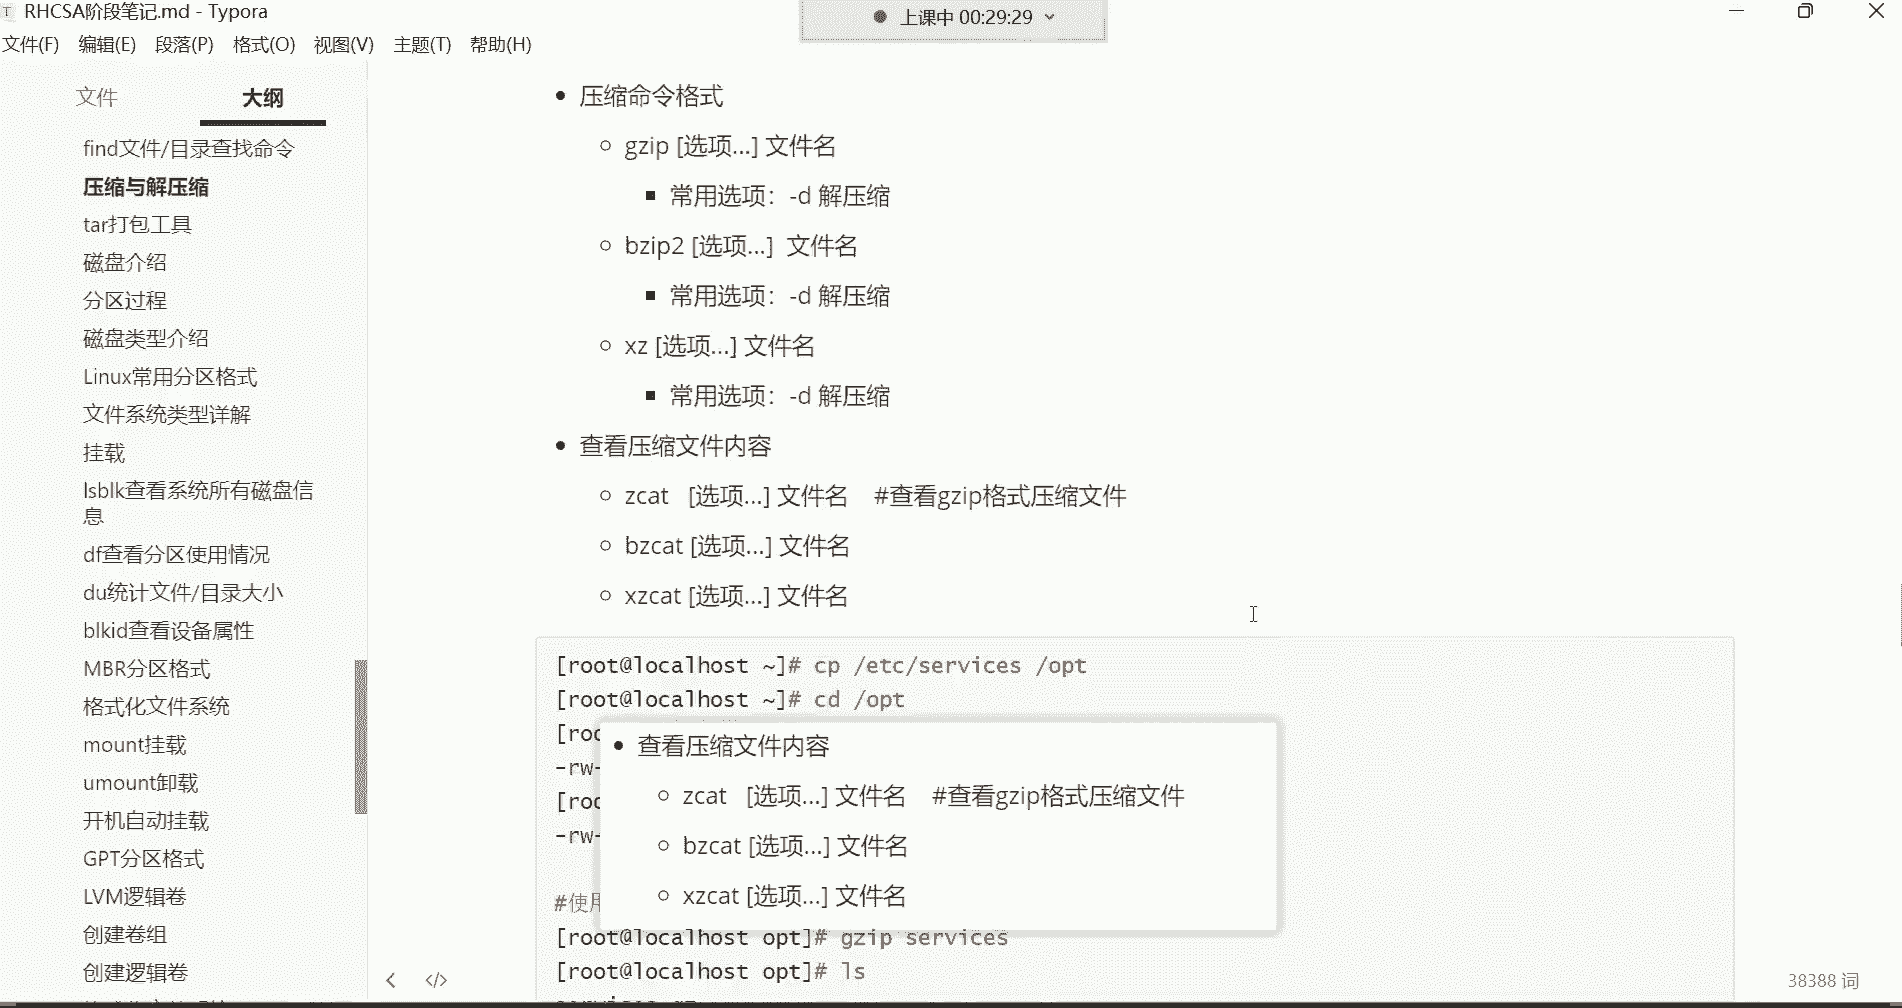 RHCSA阶段笔记.md - Typora
上课中 00:29:29
文件(F) 编辑(E) 段落(P) 格式(O) 视图(V) 主题(T) 帮助(H)
文件 大纲
find文件/目录查找命令
压缩与解压缩
tar打包工具
磁盘介绍
分区过程
磁盘类型介绍
Linux常用分区格式
文件系统类型详解
挂载
lsblk查看系统所有磁盘信
息
df查看分区使用情况
du统计文件/目录大小
blkid查看设备属性
MBR分区格式
格式化文件系统
mount挂载
umount卸载
开机自动挂载
GPT分区格式
LVM逻辑卷
创建卷组
创建逻辑卷
压缩命令格式
gzip [选项...] 文件名
常用选项：-d 解压缩
bzip2 [选项...] 文件名
常用选项：-d 解压缩
xz [选项...] 文件名
常用选项：-d 解压缩
查看压缩文件内容
zcat [选项...] 文件名 #查看gzip格式压缩文件
bzcat [选项...] 文件名
xzcat [选项...] 文件名
[root@localhost ~]# cp /etc/services /opt
[root@localhost ~]# cd /opt
[roo
-rw-
[roo
-rw-
#使用
查看压缩文件内容
zcat [选项...] 文件名 #查看gzip格式压缩文件
bzcat [选项...] 文件名
xzcat [选项...] 文件名
[root@localhost opt]# gzip services
[root@localhost opt]# ls
38388 词